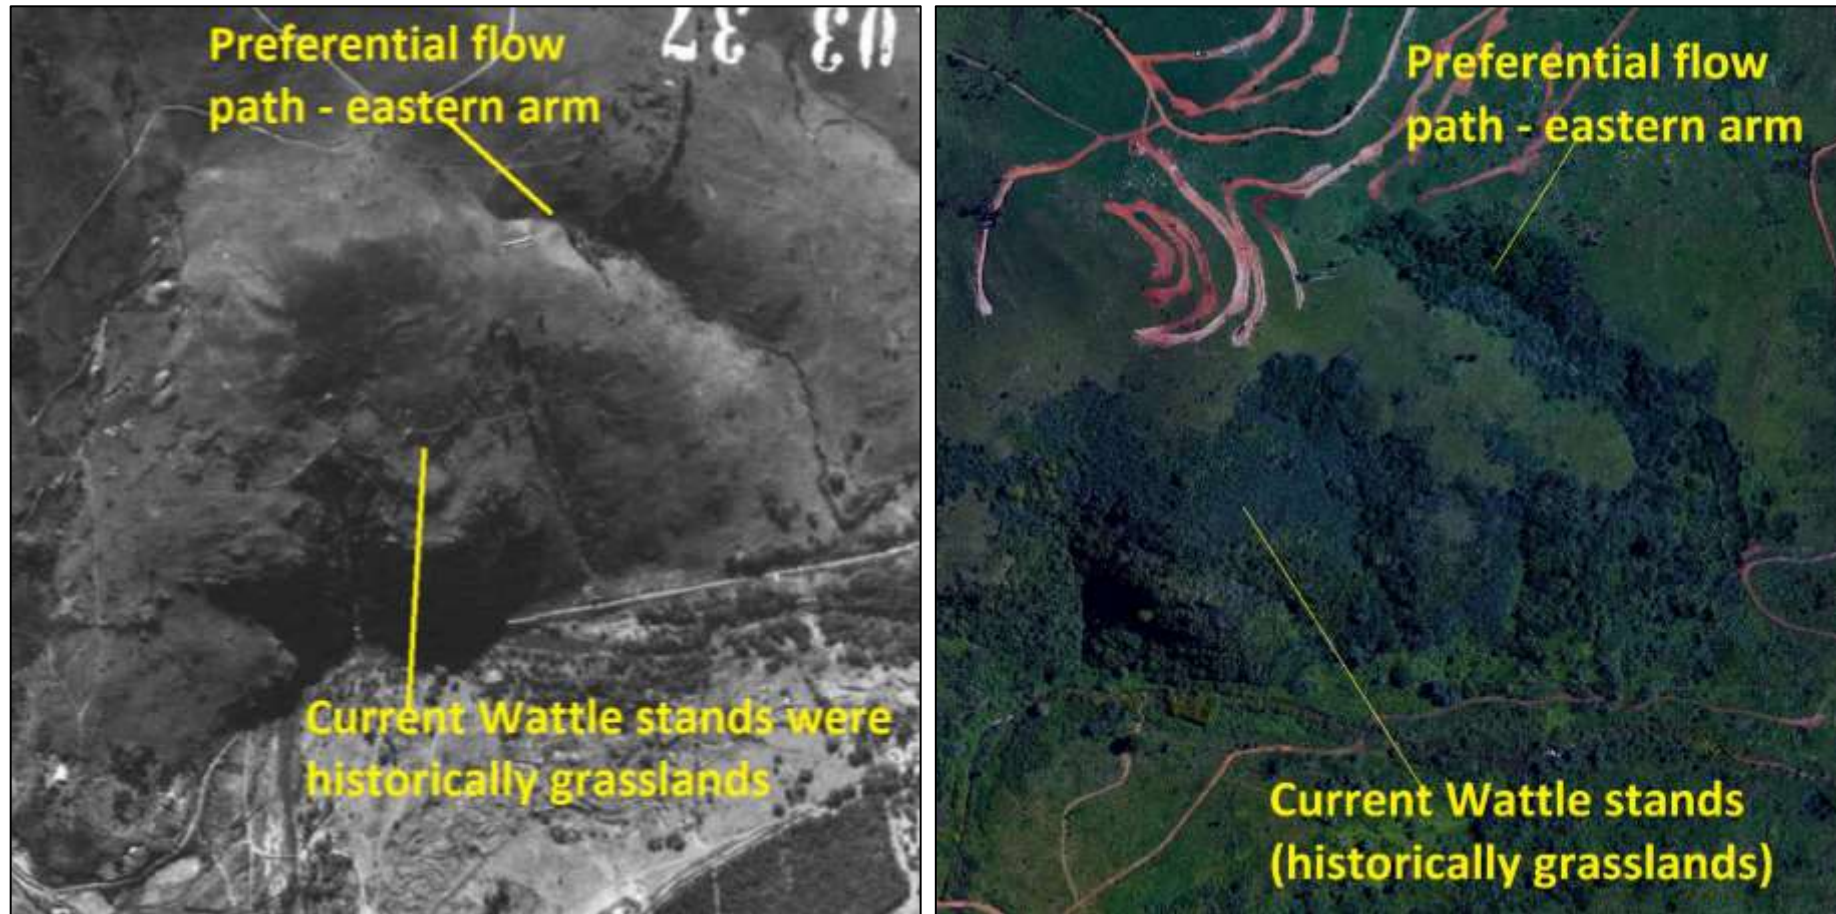 Preferential flow
path - eastern arm
Current Wattle stands were
historically grasslands
Preferential flow
path - eastern arm
Current Wattle stands
(historically grasslands)